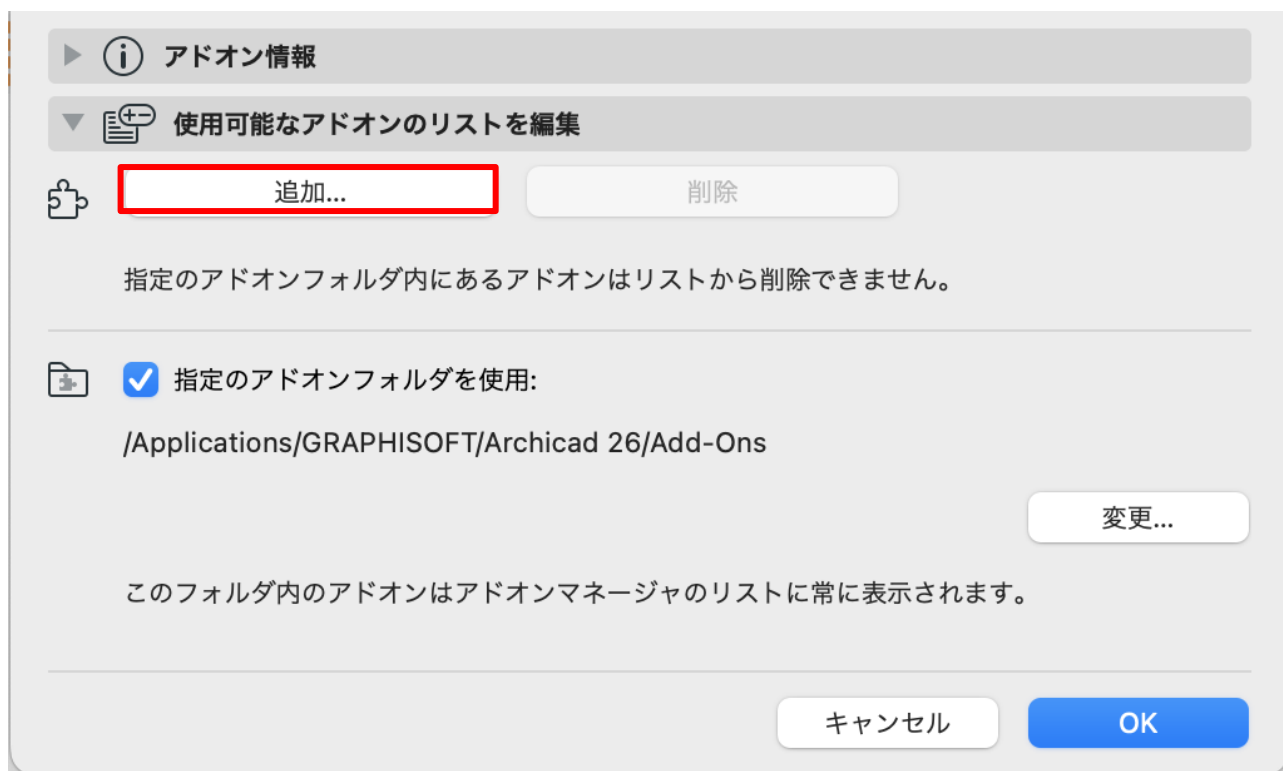 アドオン情報
使用可能なアドオンのリストを編集
追加... 削除
指定のアドオンフォルダ内にあるアドオンはリストから削除できません。
指定のアドオンフォルダを使用:
/Applications/GRAPHISOFT/Archicad 26/Add-Ons
変更...
このフォルダ内のアドオンはアドオンマネージャのリストに常に表示されます。
キャンセル OK